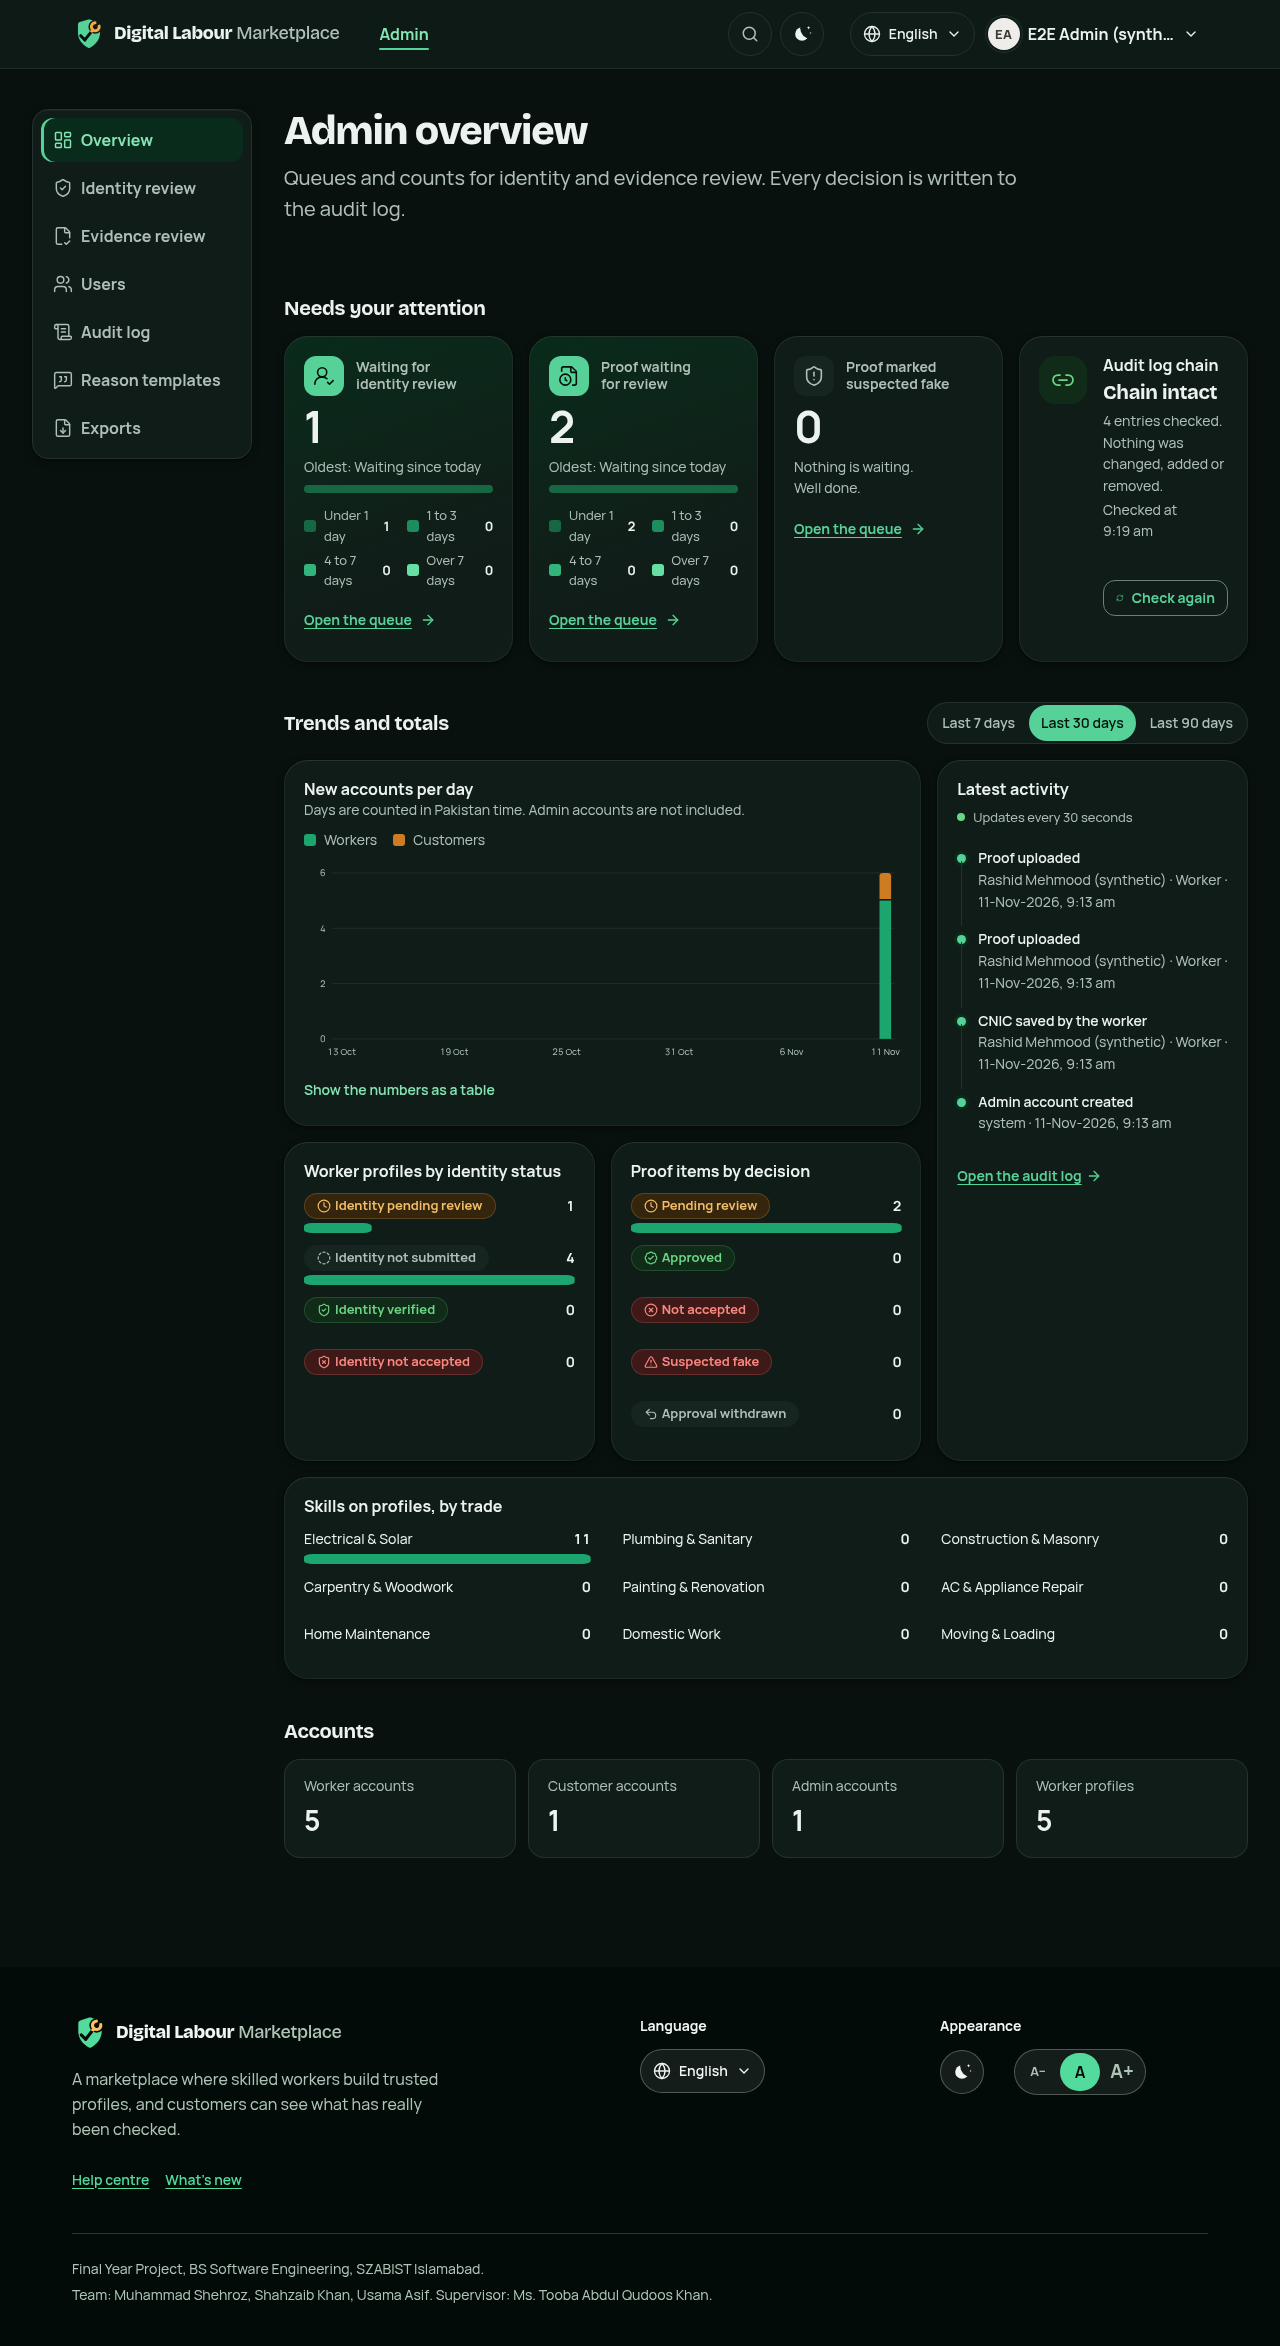 Digital Labour Marketplace
Admin
English
EA
E2E Admin (synth...
Overview
Identity review
Evidence review
Users
Audit log
Reason templates
Exports
Admin overview
Queues and counts for identity and evidence review. Every decision is written to
the audit log.
Needs your attention
Waiting for
identity review
1
Oldest: Waiting since today
Under 1
day
1
1 to 3
days
0
4 to 7
days
0
Over 7
days
0
Open the queue
Proof waiting
for review
2
Oldest: Waiting since today
Under 1
day
2
1 to 3
days
0
4 to 7
days
0
Over 7
days
0
Open the queue
Proof marked
suspected fake
0
Nothing is waiting.
Well done.
Open the queue
Audit log chain
Chain intact
4 entries checked.
Nothing was
changed, added or
removed.
Checked at
9:19 am
Check again
Trends and totals
Last 7 days
Last 30 days
Last 90 days
New accounts per day
Days are counted in Pakistan time. Admin accounts are not included.
Workers
Customers
6
4
2
0
13 Oct
19 Oct
25 Oct
31 Oct
6 Nov
11 Nov
Show the numbers as a table
Latest activity
Updates every 30 seconds
Proof uploaded
Rashid Mehmood (synthetic) · Worker ·
11-Nov-2026, 9:13 am
Proof uploaded
Rashid Mehmood (synthetic) · Worker ·
11-Nov-2026, 9:13 am
CNIC saved by the worker
Rashid Mehmood (synthetic) · Worker ·
11-Nov-2026, 9:13 am
Admin account created
system · 11-Nov-2026, 9:13 am
Open the audit log
Worker profiles by identity status
Identity pending review
1
Identity not submitted
4
Identity verified
0
Identity not accepted
0
Proof items by decision
Pending review
2
Approved
0
Not accepted
0
Suspected fake
0
Approval withdrawn
0
Skills on profiles, by trade
Electrical & Solar
11
Plumbing & Sanitary
0
Construction & Masonry
0
Carpentry & Woodwork
0
Painting & Renovation
0
AC & Appliance Repair
0
Home Maintenance
0
Domestic Work
0
Moving & Loading
0
Accounts
Worker accounts
5
Customer accounts
1
Admin accounts
1
Worker profiles
5
Digital Labour Marketplace
A marketplace where skilled workers build trusted
profiles, and customers can see what has really
been checked.
Help centre
What's new
Language
English
Appearance
A−
A
A+
Final Year Project, BS Software Engineering, SZABIST Islamabad.
Team: Muhammad Shehroz, Shahzaib Khan, Usama Asif. Supervisor: Ms. Tooba Abdul Qudoos Khan.